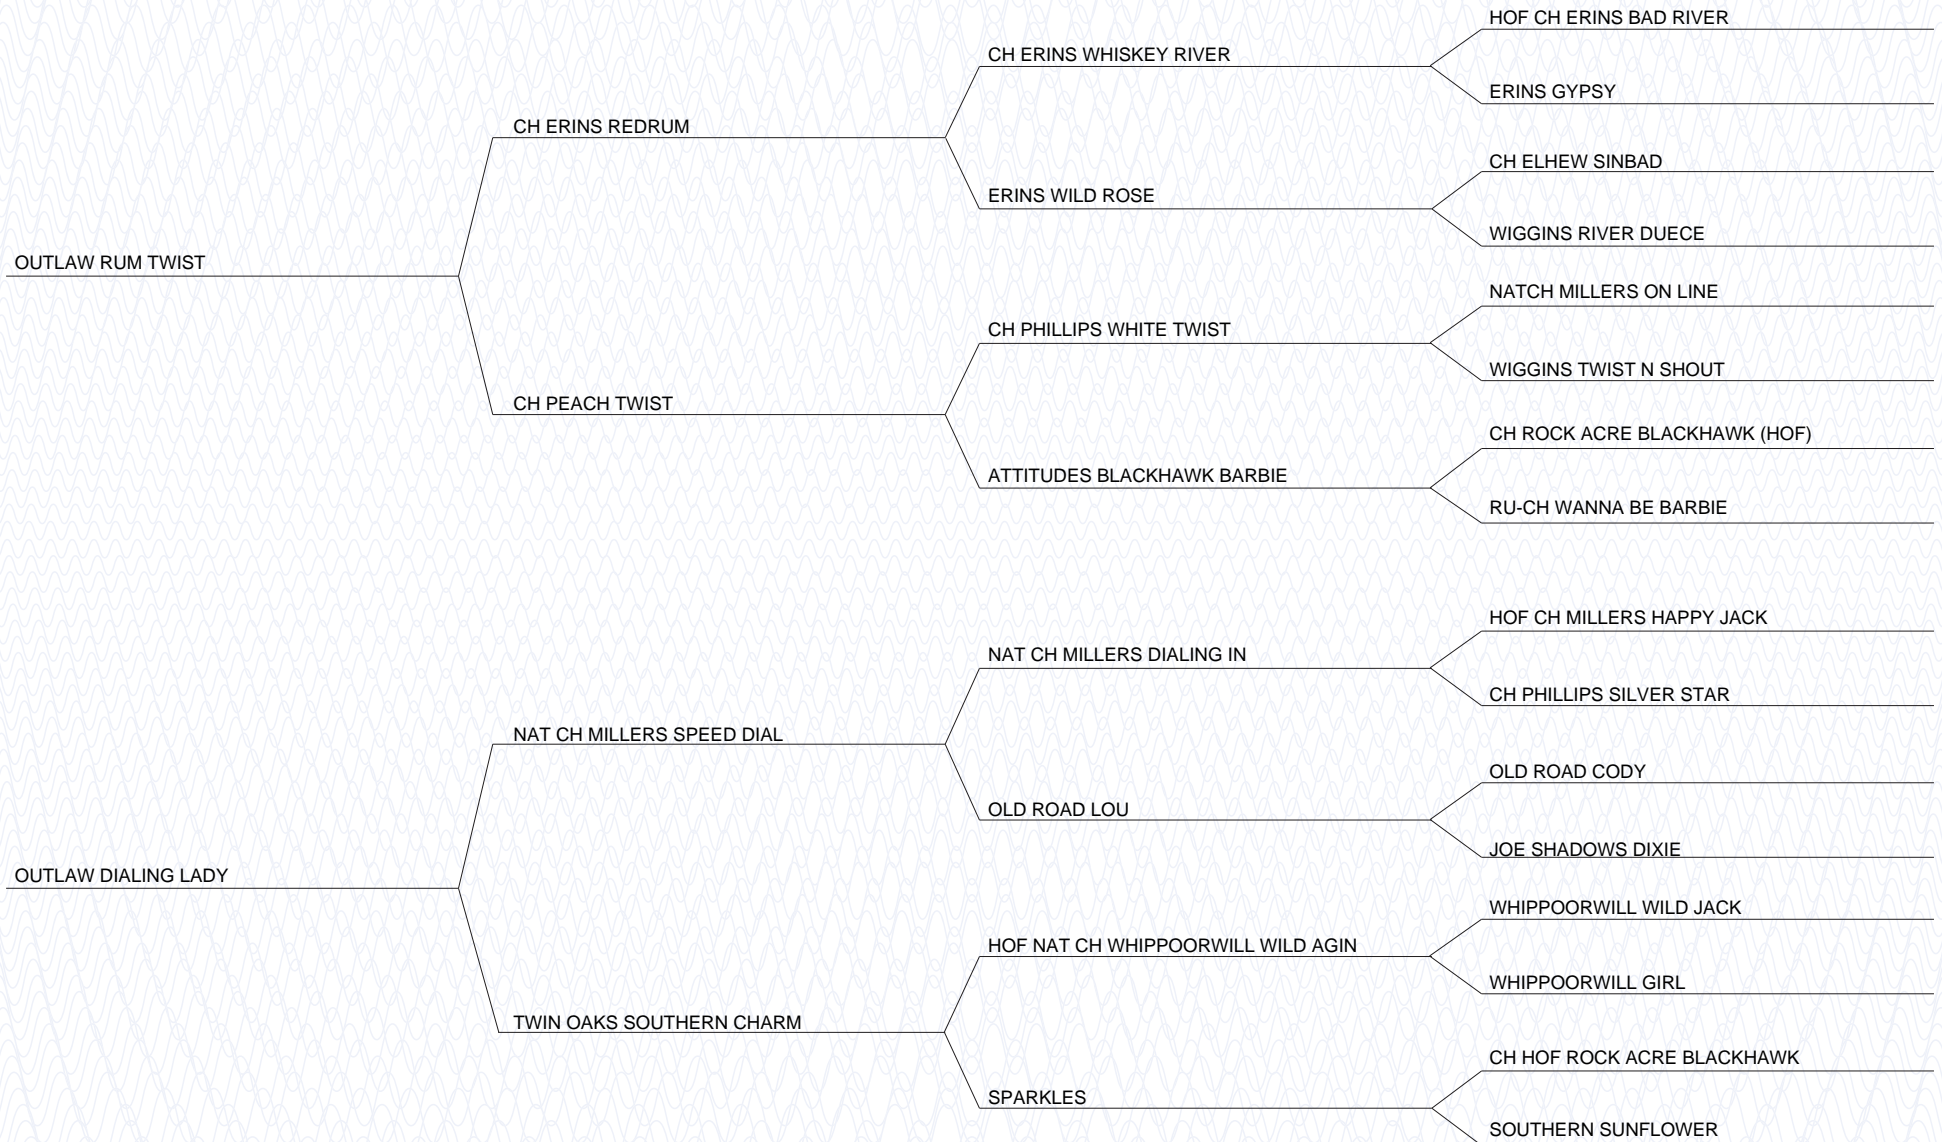 HOF CH ERINS BAD RIVER
CH ERINS WHISKEY RIVER
ERINS GYPSY
CH ERINS REDRUM
CH ELHEW SINBAD
ERINS WILD ROSE
WIGGINS RIVER DUECE
OUTLAW RUM TWIST
NATCH MILLERS ON LINE
CH PHILLIPS WHITE TWIST
WIGGINS TWIST N SHOUT
CH PEACH TWIST
CH ROCK ACRE BLACKHAWK (HOF)
ATTITUDES BLACKHAWK BARBIE
RU-CH WANNA BE BARBIE
HOF CH MILLERS HAPPY JACK
NAT CH MILLERS DIALING IN
CH PHILLIPS SILVER STAR
NAT CH MILLERS SPEED DIAL
OLD ROAD CODY
OLD ROAD LOU
JOE SHADOWS DIXIE
OUTLAW DIALING LADY
WHIPPOORWILL WILD JACK
HOF NAT CH WHIPPOORWILL WILD AGIN
WHIPPOORWILL GIRL
TWIN OAKS SOUTHERN CHARM
CH HOF ROCK ACRE BLACKHAWK
SPARKLES
SOUTHERN SUNFLOWER